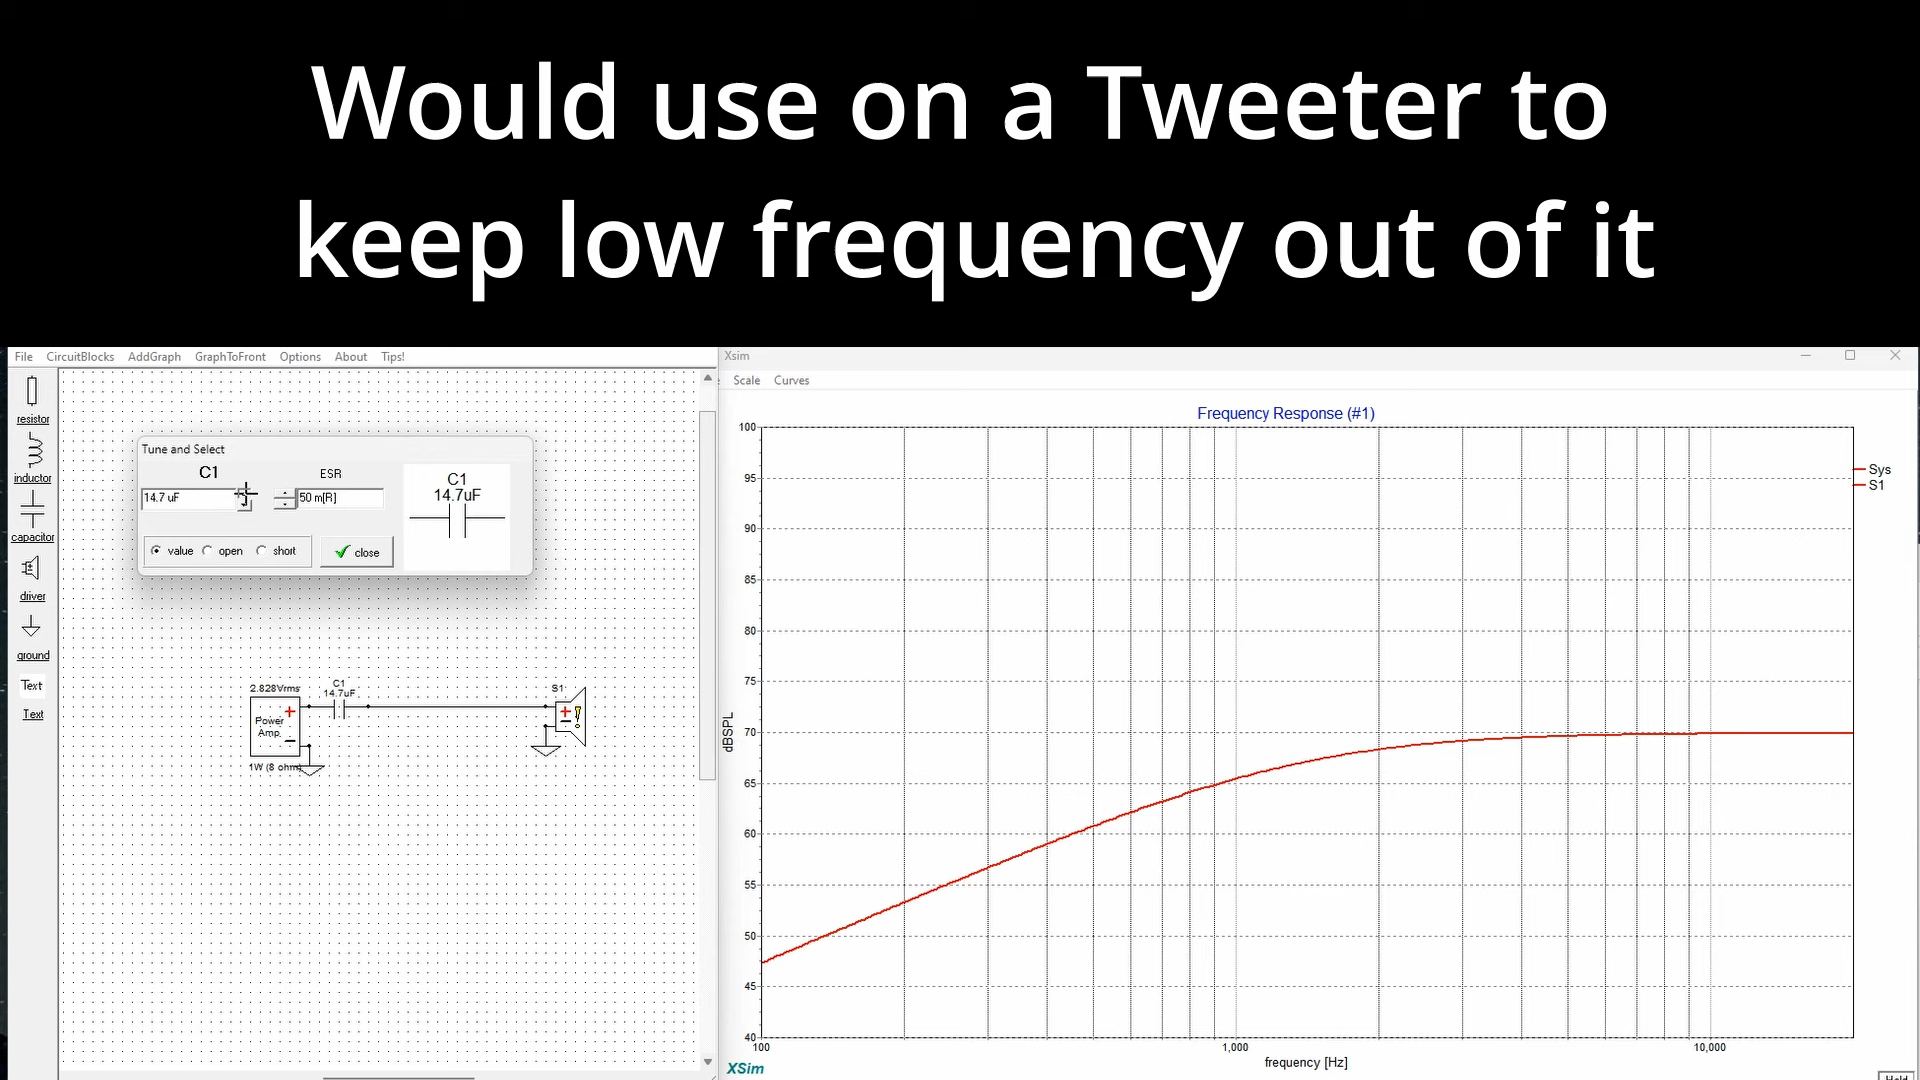 Would use on a Tweeter to
keep low frequency out of it
File CircuitBlocks AddGraph GraphToFront Options About Tips!
resistor
inductor
capacitor
driver
ground
Text
Text
Tune and Select
C1
ESR
14.7 uF
50 m[R]
value open short
close
C1
14.7uF
2.828Vrms
C1
14.7uF
Power
Amp.
1W (8 ohm)
S1
Xsim
Scale Curves
Frequency Response (#1)
Sys
S1
dBSPL
100
95
90
85
80
75
70
65
60
55
50
45
40
100 1,000 10,000
frequency [Hz]
XSim